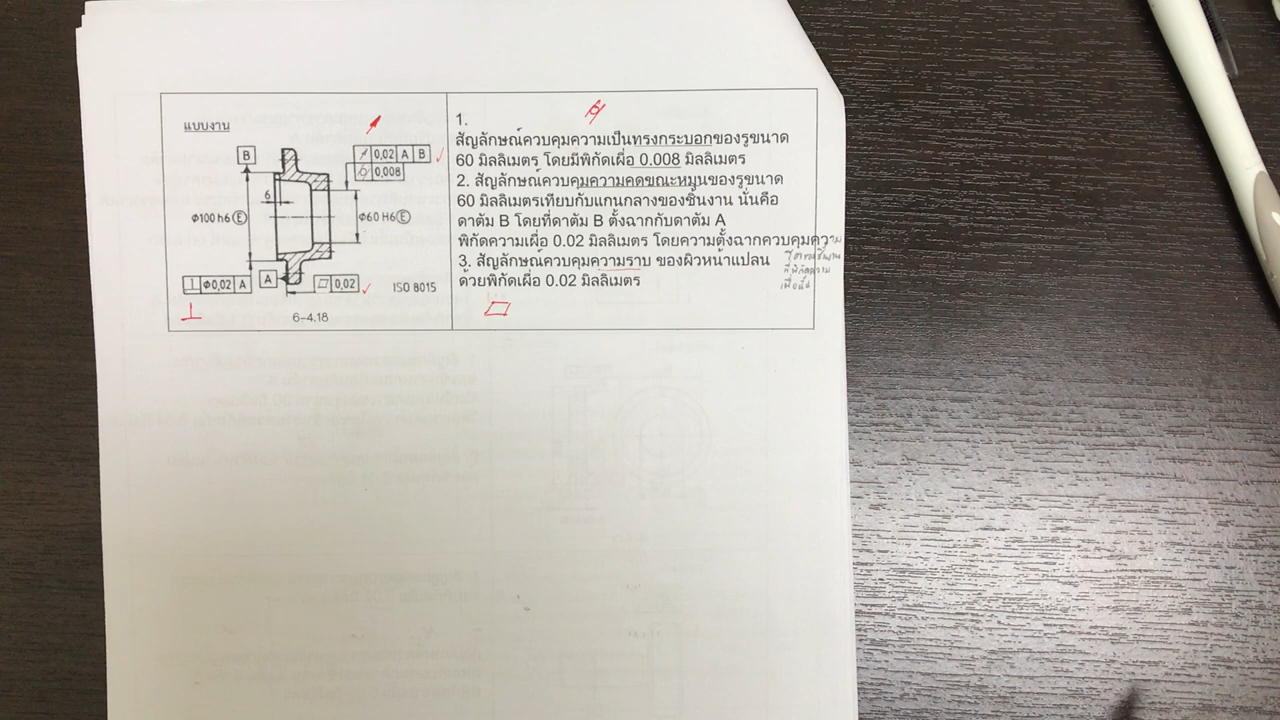 แบบงาน
B
0,02 A B
0,008
6
Φ100 h6 Ⓔ
Φ60 H6 Ⓔ
⊥ Φ0,02 A
A
⏥ 0,02
ISO 8015
6-4.18
1.
สัญลักษณ์ควบคุมความเป็นทรงกระบอกของรูขนาด
60 มิลลิเมตร โดยมีพิกัดเผื่อ 0.008 มิลลิเมตร
2. สัญลักษณ์ควบคุมความคดขณะหมุนของรูขนาด
60 มิลลิเมตรเทียบกับแกนกลางของชิ้นงาน นั่นคือ
ดาตัม B โดยที่ดาตัม B ตั้งฉากกับดาตัม A
พิกัดความเผื่อ 0.02 มิลลิเมตร โดยความตั้งฉากควบคุมความ
3. สัญลักษณ์ควบคุมความราบ ของผิวหน้าแปลน
ด้วยพิกัดเผื่อ 0.02 มิลลิเมตร